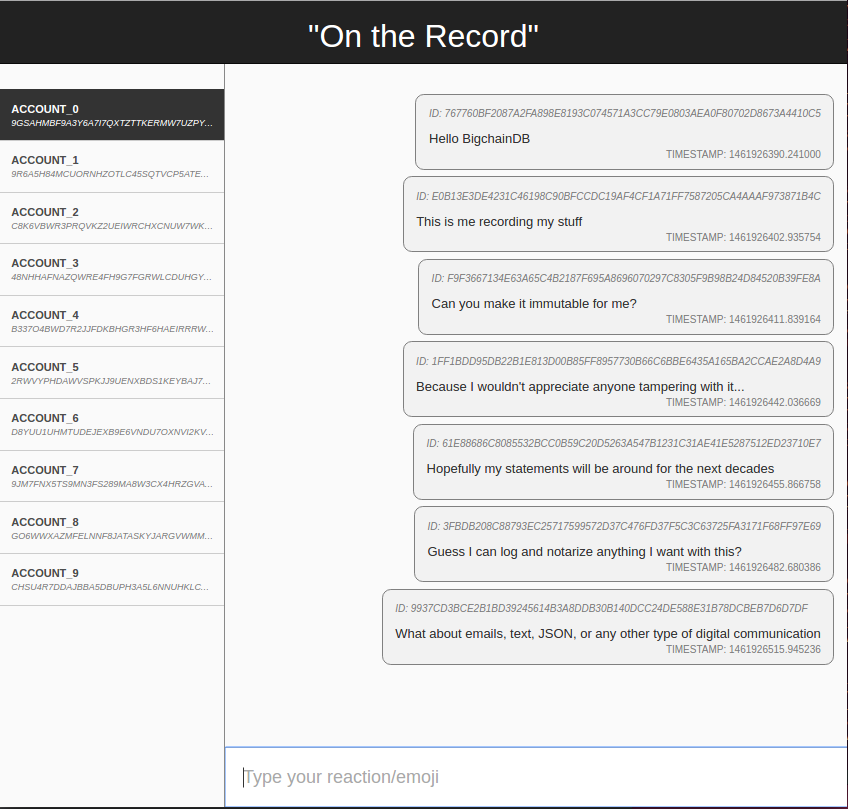 "On the Record"
ACCOUNT_0
9GSAHMBF9A3Y6A7I7QXTZTTKERMW7UZPY...
ACCOUNT_1
9R6A5H84MCUORNHZOTLC45SQTVCP5ATE...
ACCOUNT_2
C8K6VBWR3PRQVKZ2UEIWRCHXCNUW7WK...
ACCOUNT_3
48NHHAFNAZQWRE4FH9G7FGRWLCDUHGY...
ACCOUNT_4
B337O4BWD7R2JJFDKBHGR3HF6HAEIRRRW...
ACCOUNT_5
2RWVYPHDAWVSPKJJ9UENXBDS1KEYBAJ7...
ACCOUNT_6
D8YUU1UHMTUDEJEXB9E6VNDU7OXNVI2KV...
ACCOUNT_7
9JM7FNX5TS9MN3FS289MA8W3CX4HRZGVA...
ACCOUNT_8
GO6WWXAZMFELNNF8JATASKYJARGVWMM...
ACCOUNT_9
CHSU4R7DDAJBBA5DBUPH3A5L6NNUHKLC...
ID: 767760BF2087A2FA898E8193C074571A3CC79E0803AEA0F80702D8673A4410C5
Hello BigchainDB
TIMESTAMP: 1461926390.241000
ID: E0B13E3DE4231C46198C90BFCCDC19AF4CF1A71FF7587205CA4AAAF973871B4C
This is me recording my stuff
TIMESTAMP: 1461926402.935754
ID: F9F3667134E63A65C4B2187F695A8696070297C8305F9B98B24D84520B39FE8A
Can you make it immutable for me?
TIMESTAMP: 1461926411.839164
ID: 1FF1BDD95DB22B1E813D00B85FF8957730B66C6BBE6435A165BA2CCAE2A8D4A9
Because I wouldn't appreciate anyone tampering with it...
TIMESTAMP: 1461926442.036669
ID: 61E88686C8085532BCC0B59C20D5263A547B1231C31AE41E5287512ED23710E7
Hopefully my statements will be around for the next decades
TIMESTAMP: 1461926455.866758
ID: 3FBDB208C88793EC25717599572D37C476FD37F5C3C63725FA3171F68FF97E69
Guess I can log and notarize anything I want with this?
TIMESTAMP: 1461926482.680386
ID: 9937CD3BCE2B1BD39245614B3A8DDB30B140DCC24DE588E31B78DCBEB7D6D7DF
What about emails, text, JSON, or any other type of digital communication
TIMESTAMP: 1461926515.945236
Type your reaction/emoji